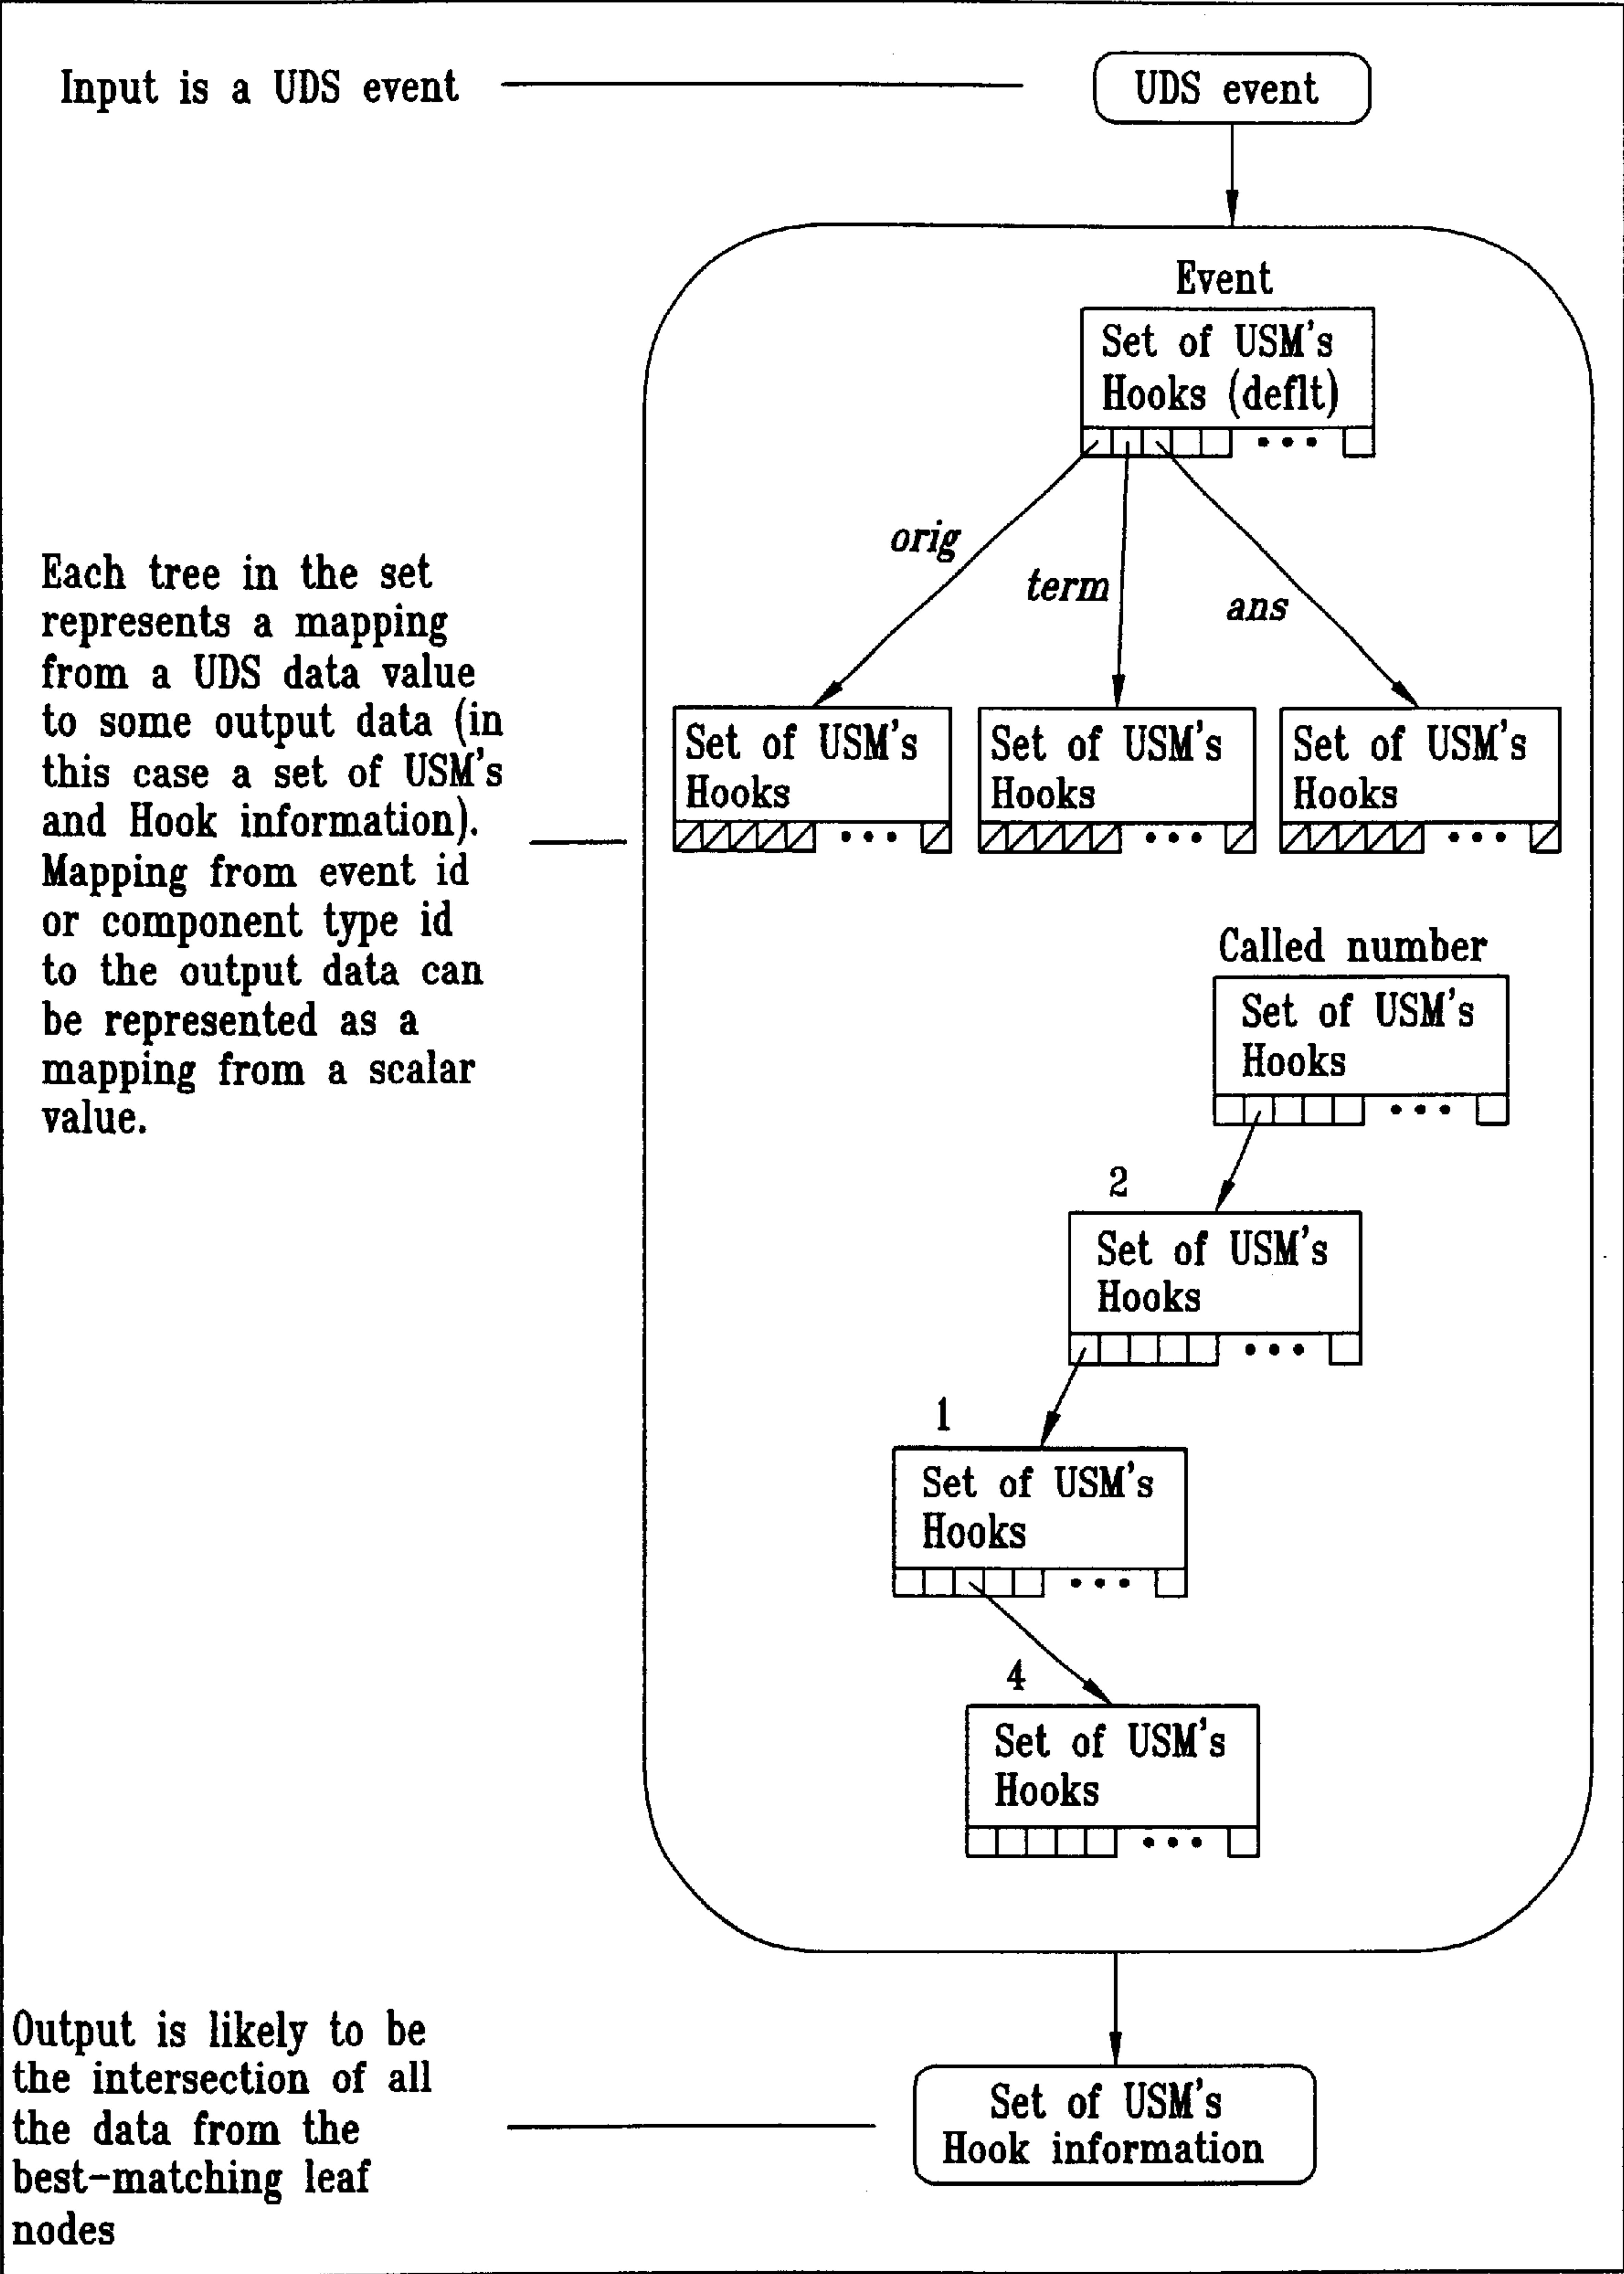 Input is a UDS event
UDS event
Event
Set of USM's
Hooks (deflt)
orig
term
ans
Set of USM's
Hooks
Set of USM's
Hooks
Set of USM's
Hooks
Each tree in the set
represents a mapping
from a UDS data value
to some output data (in
this case a set of USM's
and Hook information).
Mapping from event id
or component type id
to the output data can
be represented as a
mapping from a scalar
value.
Called number
Set of USM's
Hooks
2
Set of USM's
Hooks
1
Set of USM's
Hooks
4
Set of USM's
Hooks
Output is likely to be
the intersection of all
the data from the
best-matching leaf
nodes
Set of USM's
Hook information